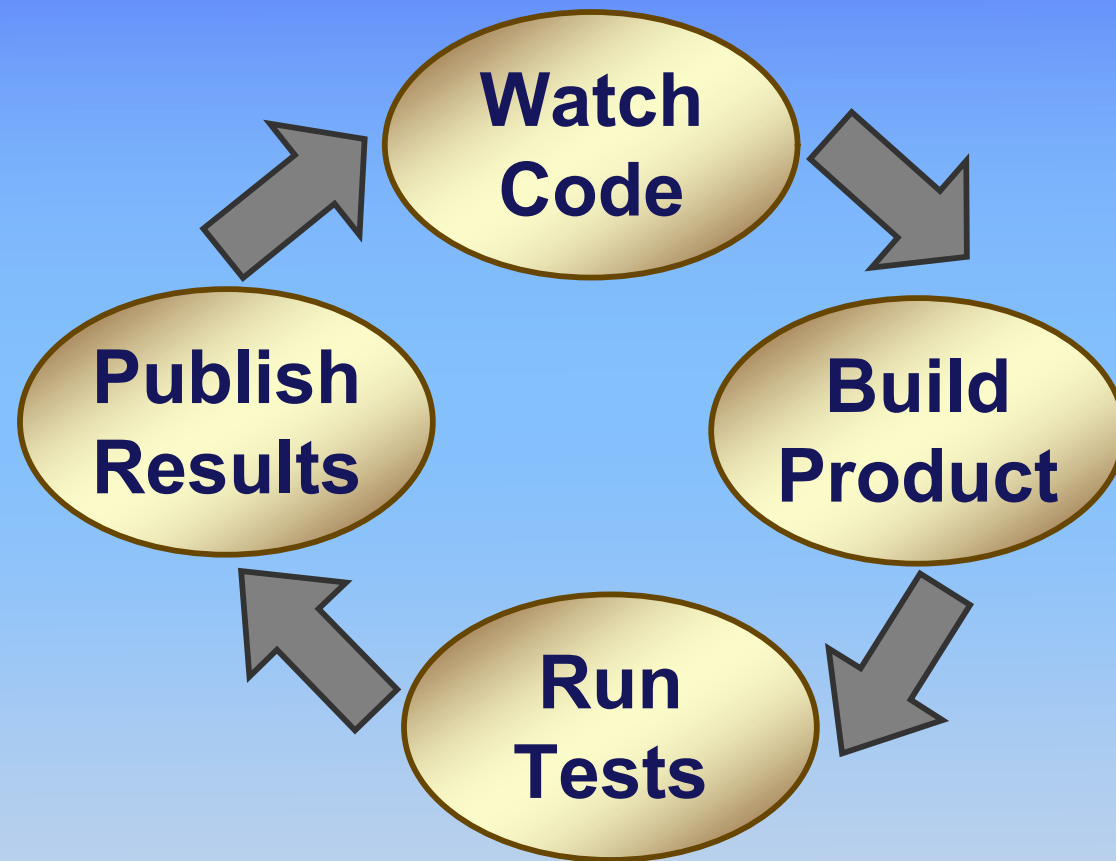 Watch
Code
Build
Product
Run
Tests
Publish
Results